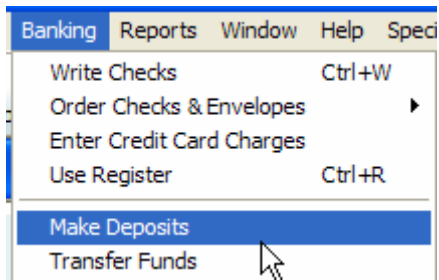 Banking Reports Window Help Speci
Write Checks Ctrl+W
Order Checks & Envelopes
Enter Credit Card Charges
Use Register Ctrl+R
Make Deposits
Transfer Funds